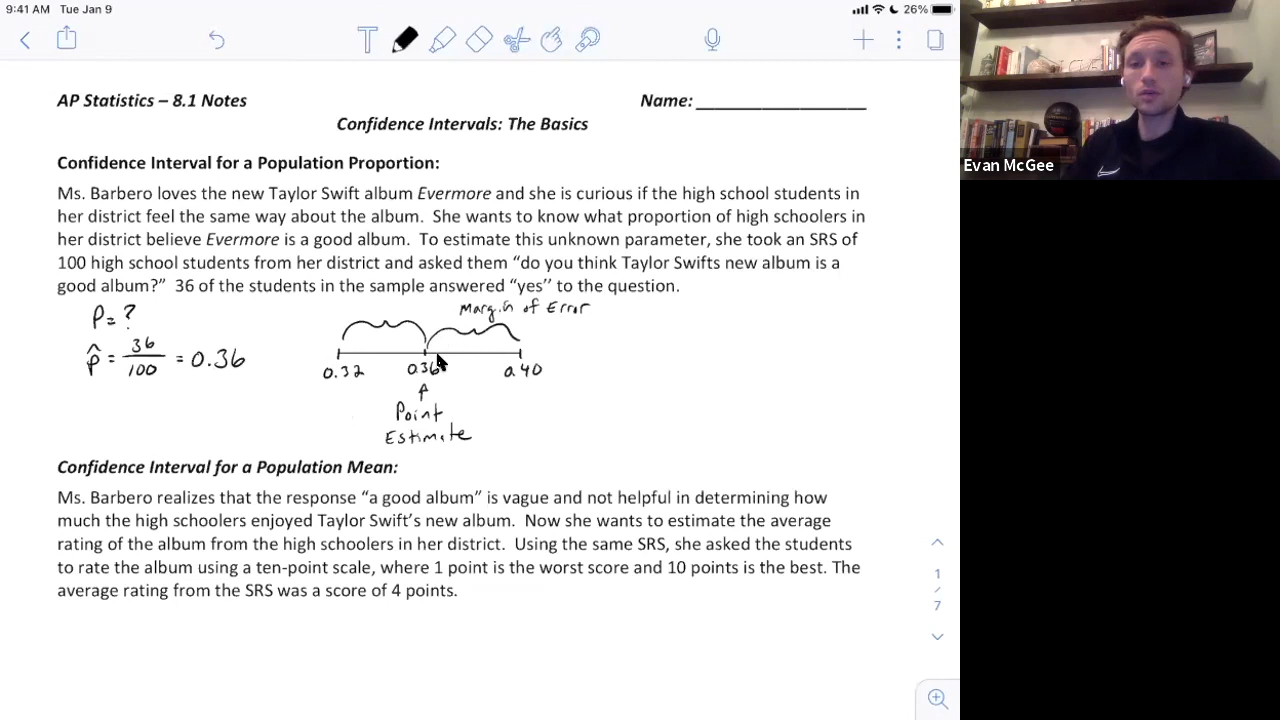 9:41 AM Tue Jan 9
26%
AP Statistics – 8.1 Notes
Name: ___________________
Confidence Intervals: The Basics
Confidence Interval for a Population Proportion:
Ms. Barbero loves the new Taylor Swift album Evermore and she is curious if the high school students in
her district feel the same way about the album. She wants to know what proportion of high schoolers in
her district believe Evermore is a good album. To estimate this unknown parameter, she took an SRS of
100 high school students from her district and asked them “do you think Taylor Swifts new album is a
good album?” 36 of the students in the sample answered “yes” to the question.
Margin of Error
P = ?
p̂ = 36/100 = 0.36
0.32 0.36 0.40
Point
Estimate
Confidence Interval for a Population Mean:
Ms. Barbero realizes that the response “a good album” is vague and not helpful in determining how
much the high schoolers enjoyed Taylor Swift’s new album. Now she wants to estimate the average
rating of the album from the high schoolers in her district. Using the same SRS, she asked the students
to rate the album using a ten-point scale, where 1 point is the worst score and 10 points is the best. The
average rating from the SRS was a score of 4 points.
1
/
7
Evan McGee